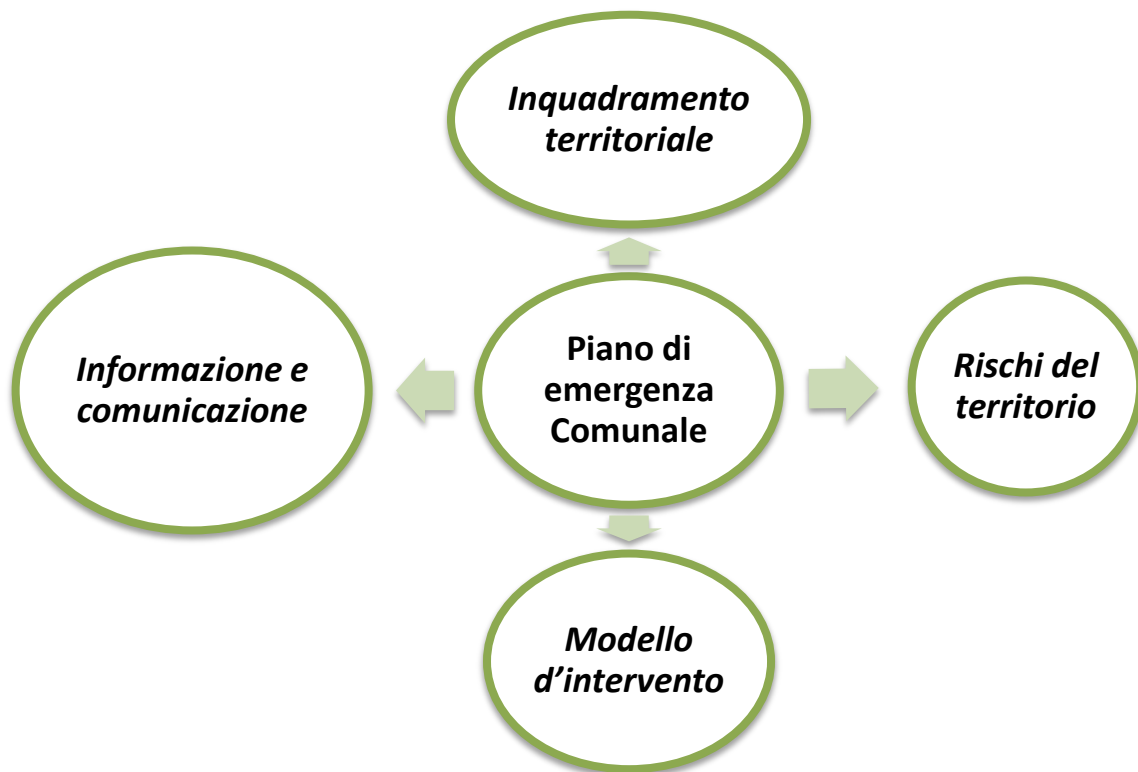 Inquadramento
territoriale
Informazione e
comunicazione
Piano di
emergenza
Comunale
Rischi del
territorio
Modello
d’intervento